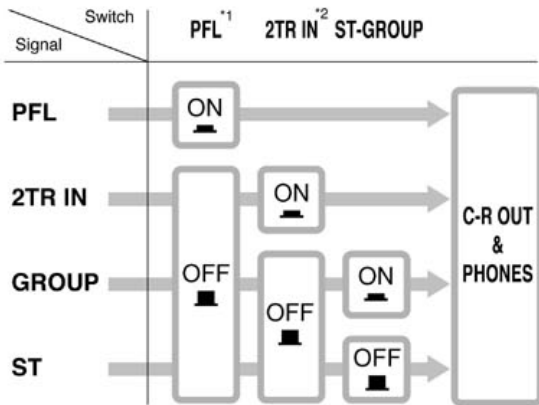 Switch
Signal
PFL*1 2TR IN*2 ST-GROUP
PFL ON
2TR IN ON
C-R OUT
&
PHONES
GROUP OFF ON
OFF
ST OFF